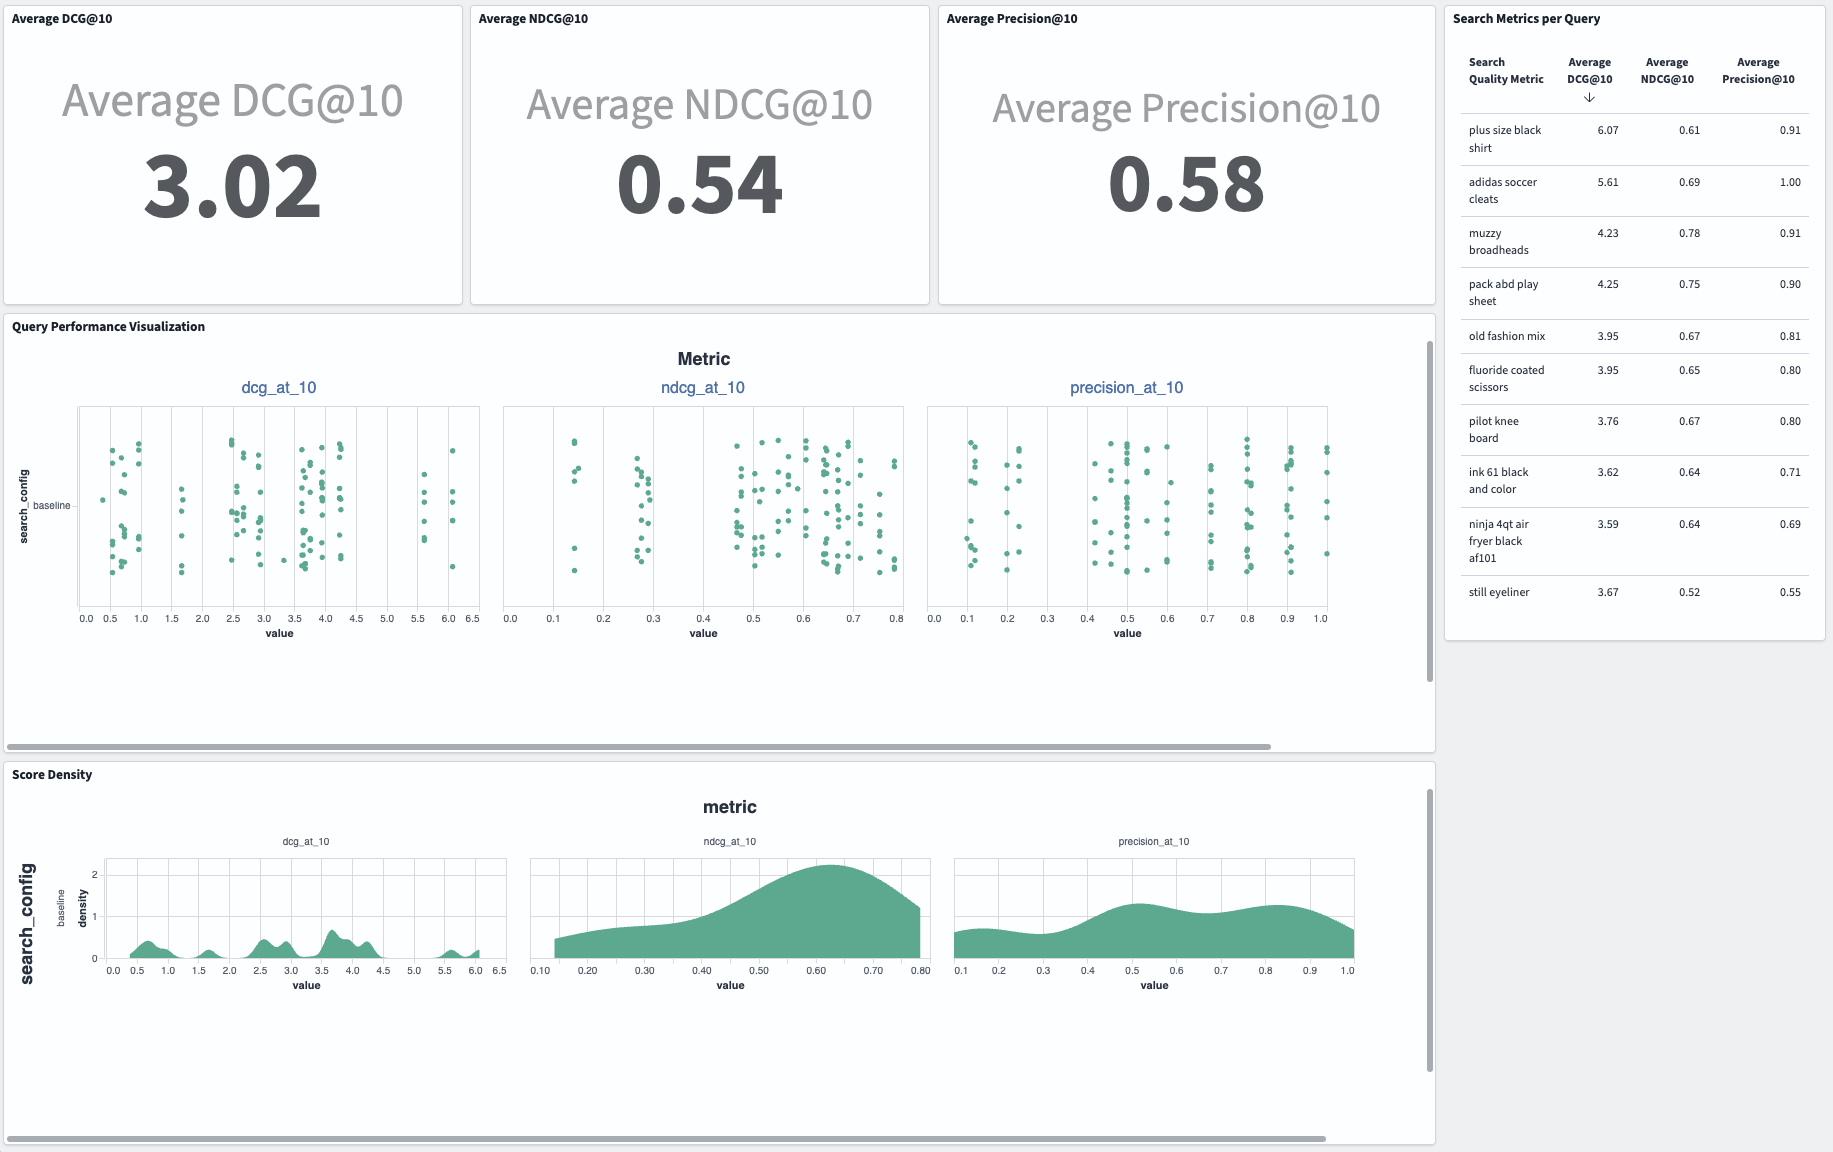 Average DCG@10
Average DCG@10
3.02
Average NDCG@10
Average NDCG@10
0.54
Average Precision@10
Average Precision@10
0.58
Search Metrics per Query
Search Quality Metric	Average DCG@10 ↓	Average NDCG@10	Average Precision@10
plus size black shirt	6.07	0.61	0.91
adidas soccer cleats	5.61	0.69	1.00
muzzy broadheads	4.23	0.78	0.91
pack abd play sheet	4.25	0.75	0.90
old fashion mix	3.95	0.67	0.81
fluoride coated scissors	3.95	0.65	0.80
pilot knee board	3.76	0.67	0.80
ink 61 black and color	3.62	0.64	0.71
ninja 4qt air fryer black af101	3.59	0.64	0.69
still eyeliner	3.67	0.52	0.55
Query Performance Visualization
Metric
dcg_at_10
ndcg_at_10
precision_at_10
search_config
baseline
0.0 0.5 1.0 1.5 2.0 2.5 3.0 3.5 4.0 4.5 5.0 5.5 6.0 6.5
value
0.0 0.1 0.2 0.3 0.4 0.5 0.6 0.7 0.8
value
0.0 0.1 0.2 0.3 0.4 0.5 0.6 0.7 0.8 0.9 1.0
value
Score Density
metric
dcg_at_10
ndcg_at_10
precision_at_10
search_config
baseline
density
2
1
0
0.0 0.5 1.0 1.5 2.0 2.5 3.0 3.5 4.0 4.5 5.0 5.5 6.0 6.5
value
0.10 0.20 0.30 0.40 0.50 0.60 0.70 0.80
value
0.1 0.2 0.3 0.4 0.5 0.6 0.7 0.8 0.9 1.0
value